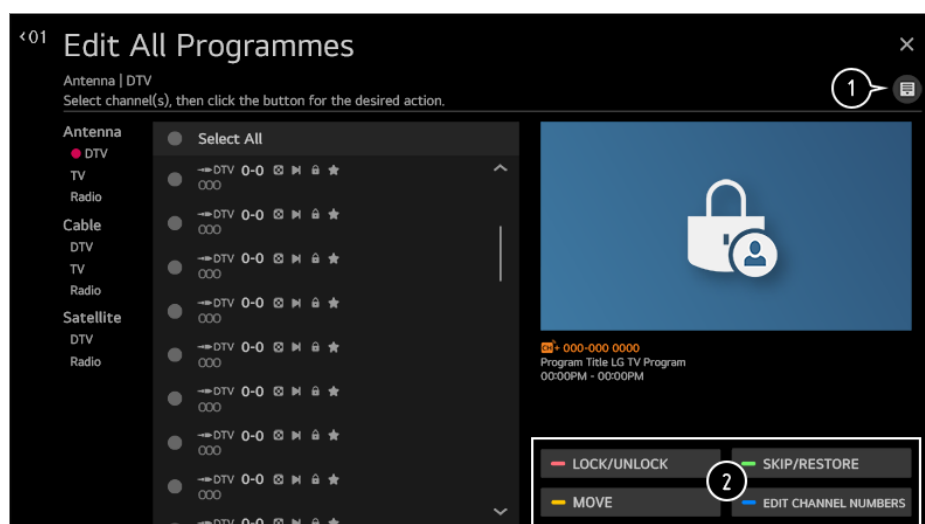 ‹01 Edit All Programmes
Antenna | DTV
Select channel(s), then click the button for the desired action.
1
Antenna
DTV
TV
Radio
Cable
DTV
TV
Radio
Satellite
DTV
Radio
Select All
DTV 0-0
000
DTV 0-0
000
DTV 0-0
000
DTV 0-0
000
DTV 0-0
000
DTV 0-0
000
DTV 0-0
000
DTV 0-0
000
DTV 0-0
CH+ 000-000 0000
Program Title LG TV Program
00:00PM - 00:00PM
LOCK/UNLOCK
SKIP/RESTORE
2
MOVE
EDIT CHANNEL NUMBERS